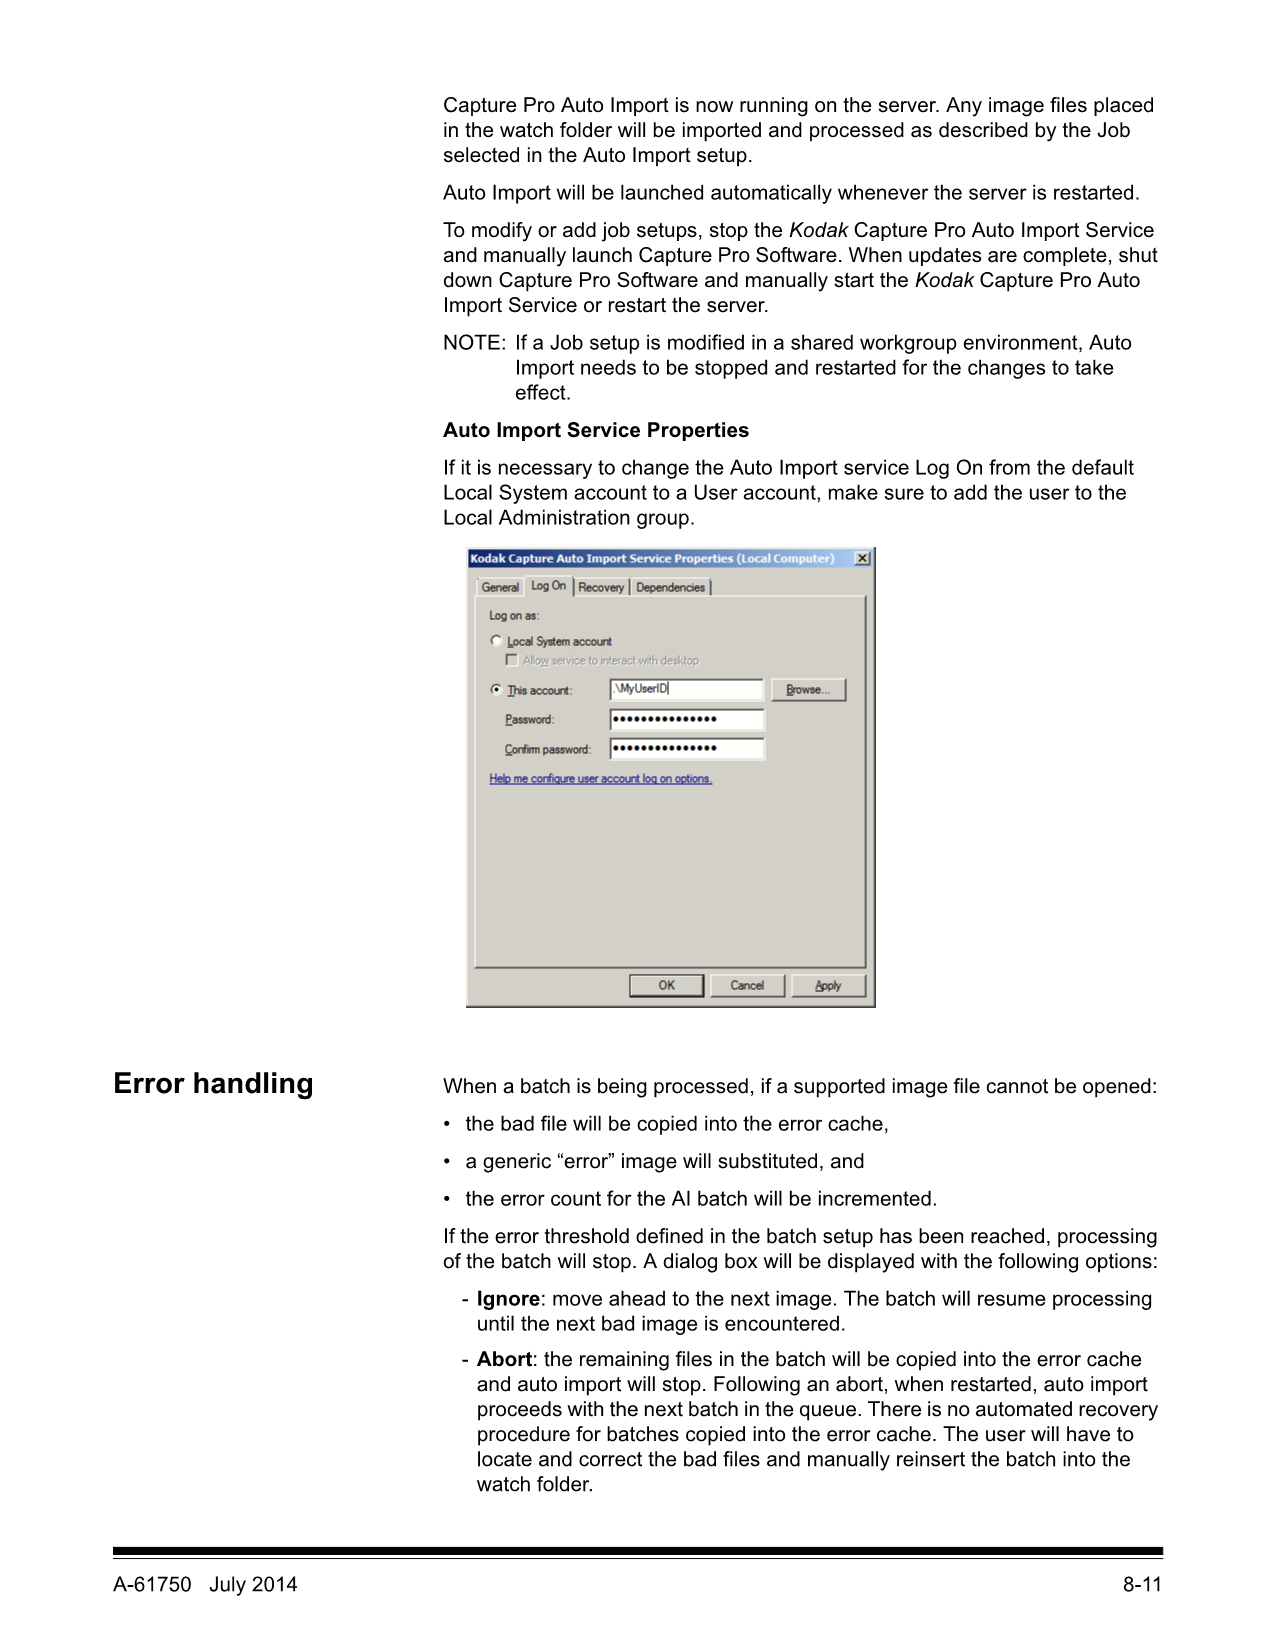 Capture Pro Auto Import is now running on the server. Any image files placed
in the watch folder will be imported and processed as described by the Job
selected in the Auto Import setup.
Auto Import will be launched automatically whenever the server is restarted.
To modify or add job setups, stop the Kodak Capture Pro Auto Import Service
and manually launch Capture Pro Software. When updates are complete, shut
down Capture Pro Software and manually start the Kodak Capture Pro Auto
Import Service or restart the server.
NOTE: If a Job setup is modified in a shared workgroup environment, Auto
Import needs to be stopped and restarted for the changes to take
effect.
Auto Import Service Properties
If it is necessary to change the Auto Import service Log On from the default
Local System account to a User account, make sure to add the user to the
Local Administration group.
Kodak Capture Auto Import Service Properties (Local Computer)
General Log On Recovery Dependencies
Log on as:
Local System account
Allow service to interact with desktop
This account: .\MyUserID Browse...
Password: •••••••••••••••
Confirm password: •••••••••••••••
Help me configure user account log on options.
OK Cancel Apply
Error handling
When a batch is being processed, if a supported image file cannot be opened:
• the bad file will be copied into the error cache,
• a generic “error” image will substituted, and
• the error count for the AI batch will be incremented.
If the error threshold defined in the batch setup has been reached, processing
of the batch will stop. A dialog box will be displayed with the following options:
- Ignore: move ahead to the next image. The batch will resume processing
until the next bad image is encountered.
- Abort: the remaining files in the batch will be copied into the error cache
and auto import will stop. Following an abort, when restarted, auto import
proceeds with the next batch in the queue. There is no automated recovery
procedure for batches copied into the error cache. The user will have to
locate and correct the bad files and manually reinsert the batch into the
watch folder.
A-61750 July 2014 8-11